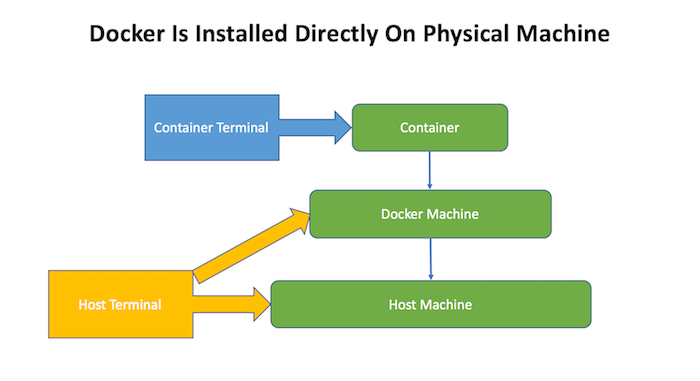 Docker Is Installed Directly On Physical Machine
Container Terminal
Container
Docker Machine
Host Terminal
Host Machine